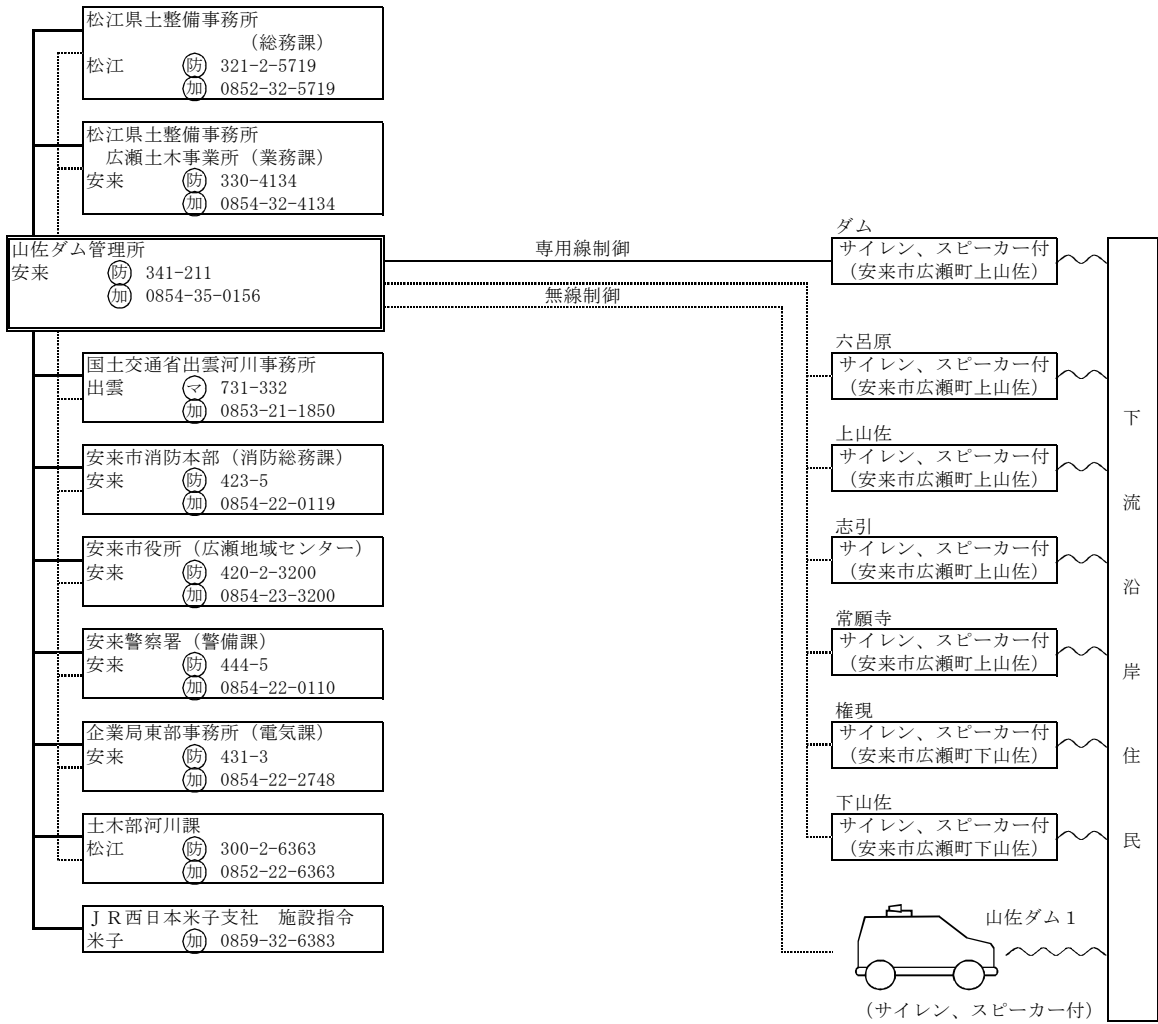 松江県土整備事務所
(総務課)
松江 防 321-2-5719
加 0852-32-5719
松江県土整備事務所
広瀬土木事業所(業務課)
安来 防 330-4134
加 0854-32-4134
山佐ダム管理所
安来 防 341-211
加 0854-35-0156
国土交通省出雲河川事務所
出雲 マ 731-332
加 0853-21-1850
安来市消防本部(消防総務課)
安来 防 423-5
加 0854-22-0119
安来市役所(広瀬地域センター)
安来 防 420-2-3200
加 0854-23-3200
安来警察署(警備課)
安来 防 444-5
加 0854-22-0110
企業局東部事務所(電気課)
安来 防 431-3
加 0854-22-2748
土木部河川課
松江 防 300-2-6363
加 0852-22-6363
JR西日本米子支社 施設指令
米子 加 0859-32-6383
専用線制御
無線制御
ダム
サイレン、スピーカー付
(安来市広瀬町上山佐)
六呂原
サイレン、スピーカー付
(安来市広瀬町上山佐)
上山佐
サイレン、スピーカー付
(安来市広瀬町上山佐)
志引
サイレン、スピーカー付
(安来市広瀬町上山佐)
常願寺
サイレン、スピーカー付
(安来市広瀬町上山佐)
権現
サイレン、スピーカー付
(安来市広瀬町下山佐)
下山佐
サイレン、スピーカー付
(安来市広瀬町下山佐)
山佐ダム1
(サイレン、スピーカー付)
下流沿岸住民